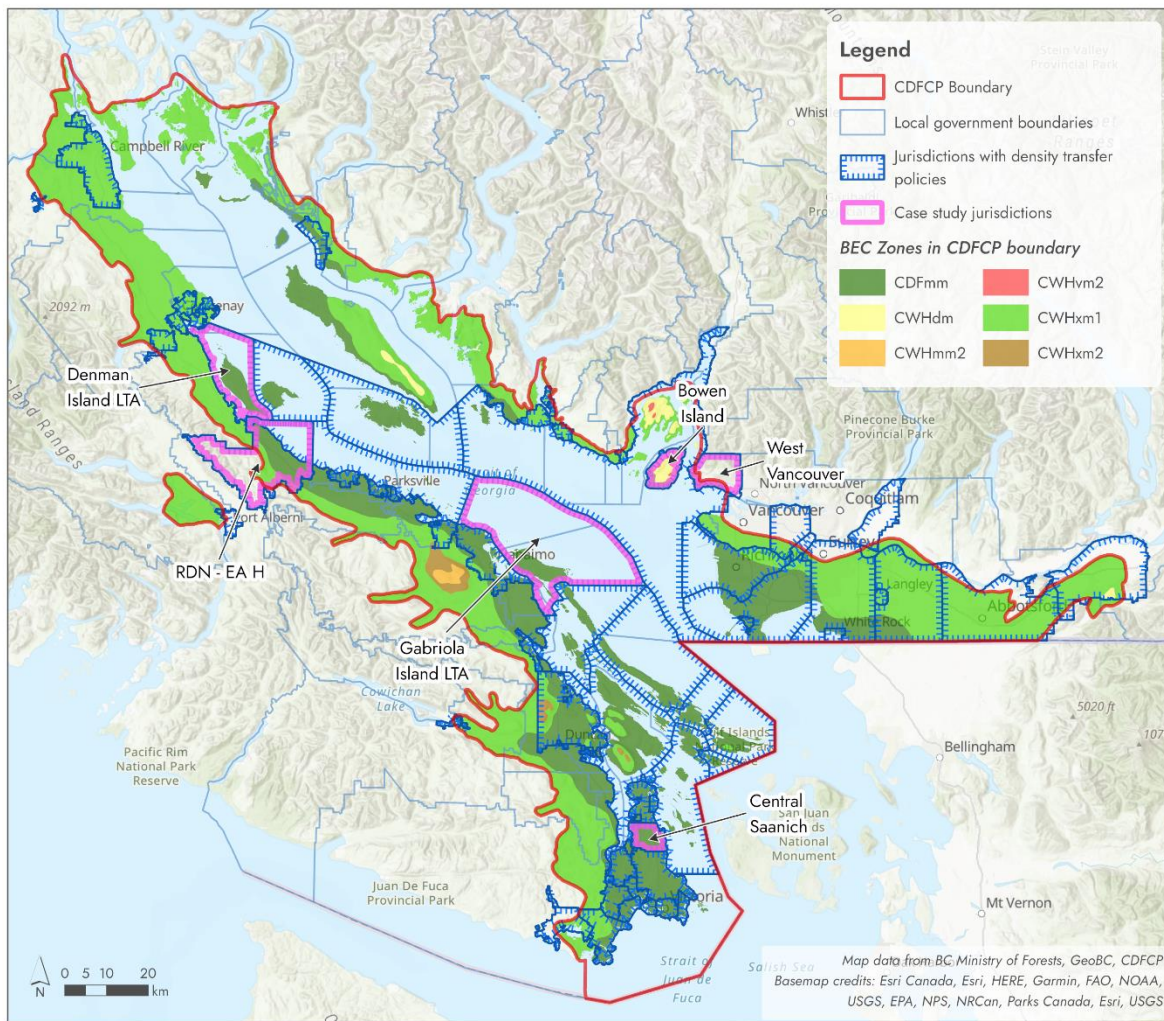 Legend
CDFCP Boundary
Local government boundaries
Jurisdictions with density transfer
policies
Case study jurisdictions
BEC Zones in CDFCP boundary
CDFmm
CWHvm2
CWHdm
CWHxm1
CWHmm2
CWHxm2
Stein Valley
Provincial Park
Campbell River
2092 m
Denman
Island LTA
Bowen
Island
Pinecone Burke
Provincial Park
West
Vancouver
North Vancouver
Coquitlam
Vancouver
Parksville
RDN - EA H
Langley
White Rock
Gabriola
Island LTA
Cowichan
Lake
5020 ft
Bellingham
Pacific Rim
National Park
Reserve
Central
Saanich
San Juan
National
Monument
Juan De Fuca
Provincial Park
Mt Vernon
Strait of
Juan de
Fuca
Salish Sea
N
0 5 10 20
km
Map data from BC Ministry of Forests, GeoBC, CDFCP
Basemap credits: Esri Canada, Esri, HERE, Garmin, FAO, NOAA,
USGS, EPA, NPS, NRCan, Parks Canada, Esri, USGS